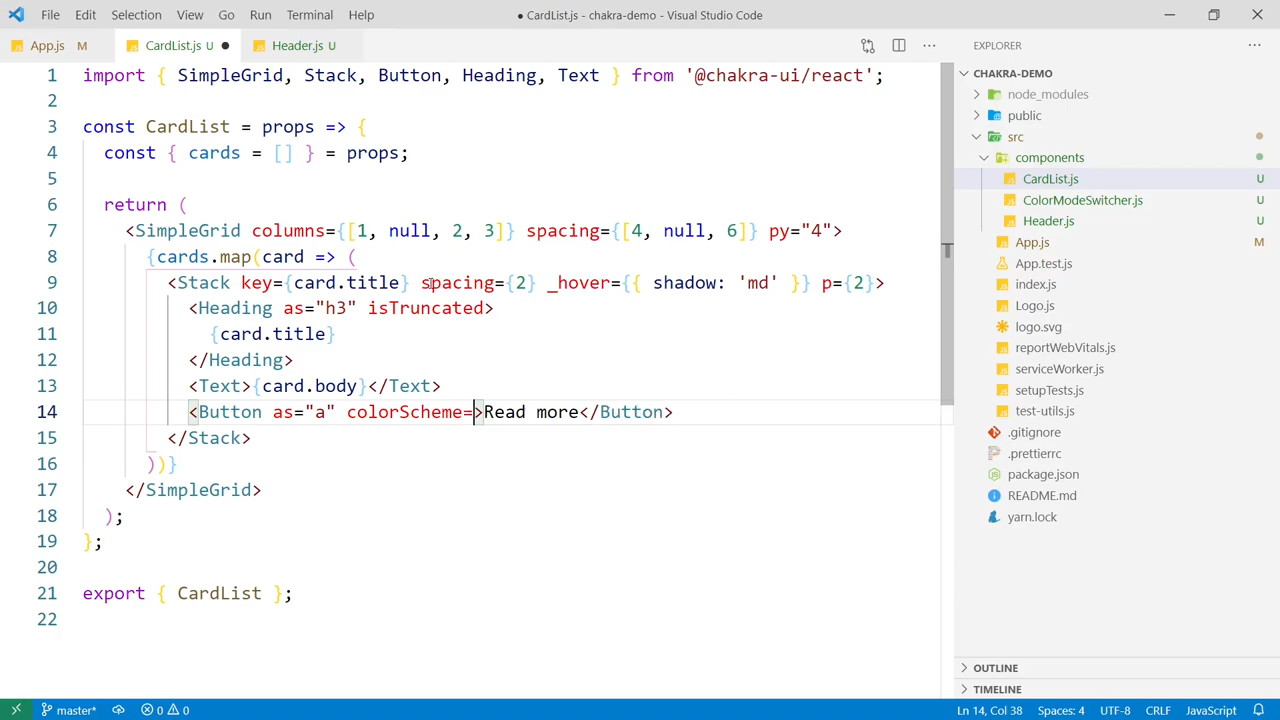 File Edit Selection View Go Run Terminal Help ● CardList.js - chakra-demo - Visual Studio Code
App.js M CardList.js U ● Header.js U EXPLORER
1 import { SimpleGrid, Stack, Button, Heading, Text } from '@chakra-ui/react';
2
3 const CardList = props => {
4 const { cards = [] } = props;
5
6 return (
7 <SimpleGrid columns={[1, null, 2, 3]} spacing={[4, null, 6]} py="4">
8 {cards.map(card => (
9 <Stack key={card.title} spacing={2} _hover={{ shadow: 'md' }} p={2}>
10 <Heading as="h3" isTruncated>
11 {card.title}
12 </Heading>
13 <Text>{card.body}</Text>
14 <Button as="a" colorScheme=>Read more</Button>
15 </Stack>
16 ))}
17 </SimpleGrid>
18 );
19 };
20
21 export { CardList };
22
CHAKRA-DEMO
node_modules
public
src
components
CardList.js U
ColorModeSwitcher.js U
Header.js U
App.js M
App.test.js
index.js
Logo.js
logo.svg
reportWebVitals.js
serviceWorker.js
setupTests.js
test-utils.js
.gitignore
.prettierrc
package.json
README.md
yarn.lock
OUTLINE
TIMELINE
master* 0 0 Ln 14, Col 38 Spaces: 4 UTF-8 CRLF JavaScript